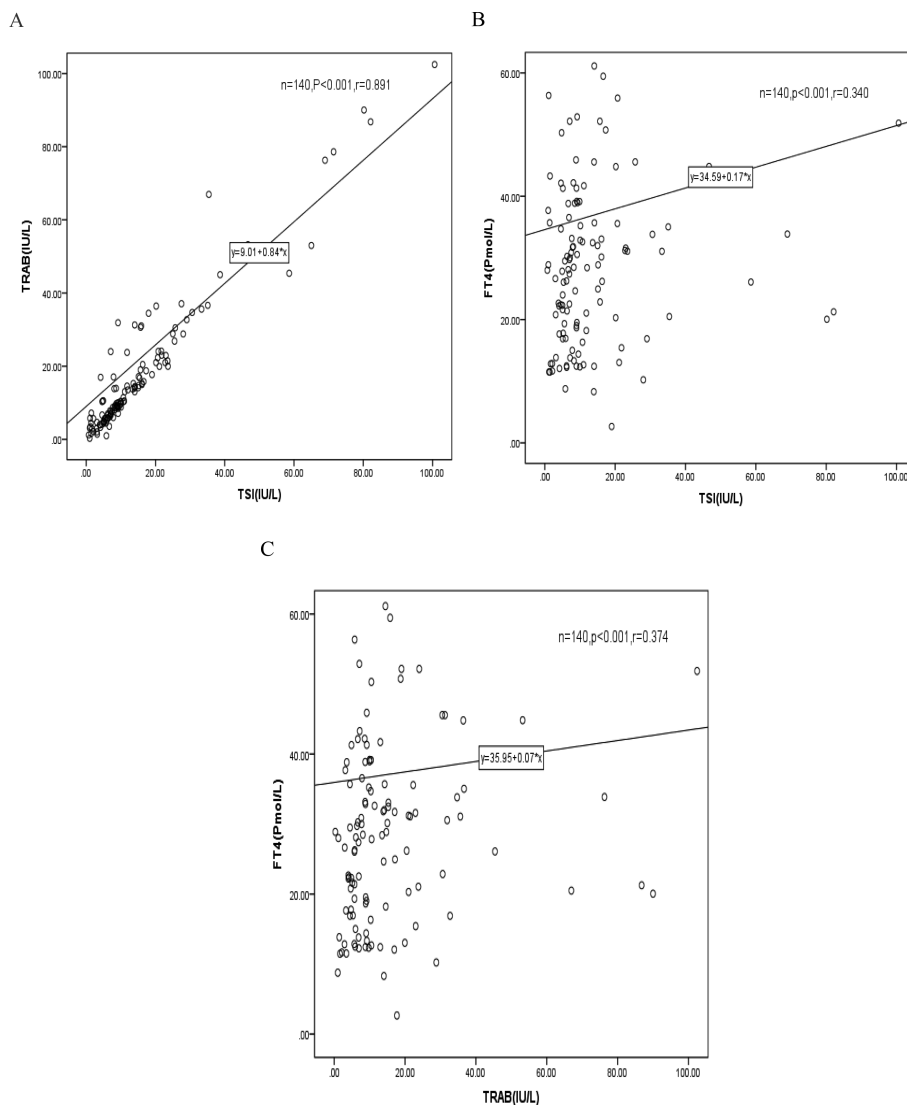 A
n=140,P<0.001,r=0.891
100.00
80.00
60.00
40.00
20.00
.00
TRAB(IU/L)
y=9.01+0.84*x
.00 20.00 40.00 60.00 80.00 100.00
TSI(IU/L)
B
n=140,p<0.001,r=0.340
60.00
40.00
20.00
.00
FT4(Pmol/L)
y=34.59+0.17*x
.00 20.00 40.00 60.00 80.00 100.00
TSI(IU/L)
C
n=140,p<0.001,r=0.374
60.00
40.00
20.00
.00
FT4(Pmol/L)
y=35.95+0.07*x
.00 20.00 40.00 60.00 80.00 100.00
TRAB(IU/L)